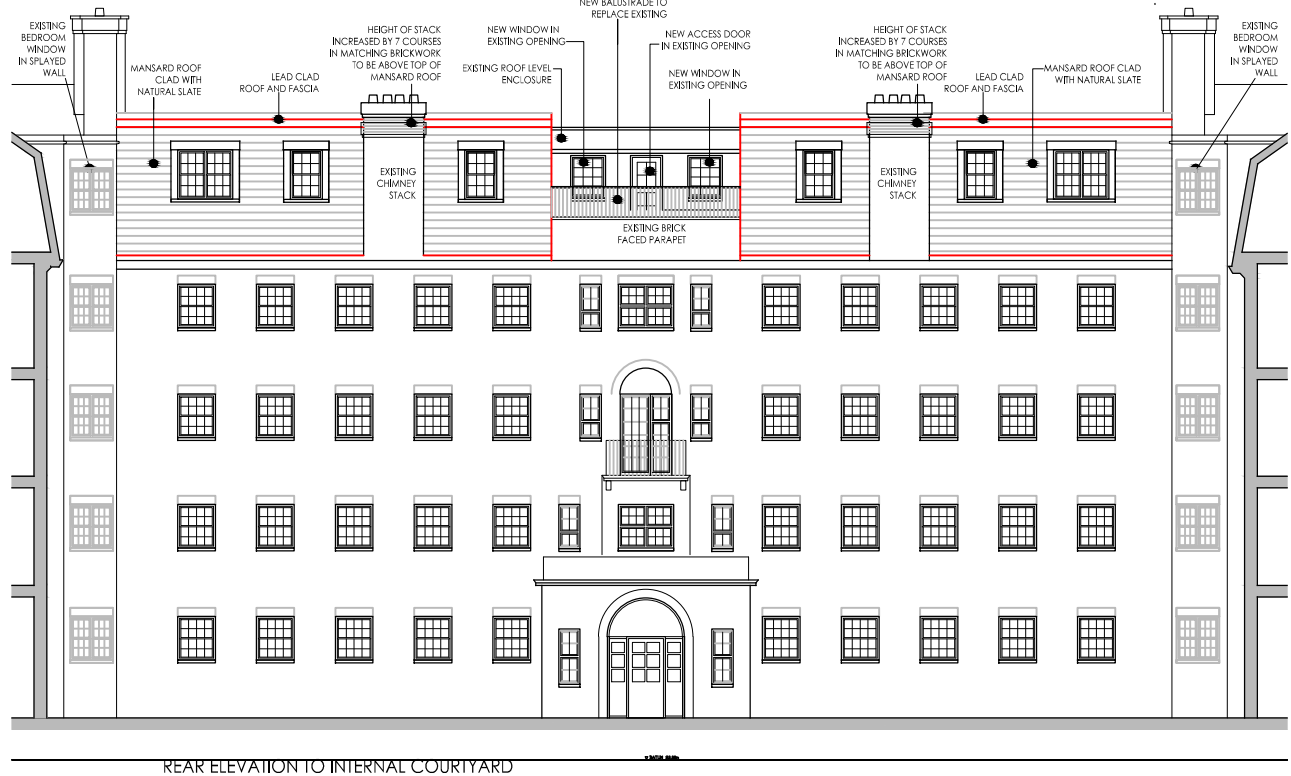 NEW BALUSTRADE TO
REPLACE EXISTING
EXISTING
BEDROOM
WINDOW
IN SPLAYED
WALL
MANSARD ROOF
CLAD WITH
NATURAL SLATE
LEAD CLAD
ROOF AND FASCIA
HEIGHT OF STACK
INCREASED BY 7 COURSES
IN MATCHING BRICKWORK
TO BE ABOVE TOP OF
MANSARD ROOF
NEW WINDOW IN
EXISTING OPENING
EXISTING ROOF LEVEL
ENCLOSURE
NEW ACCESS DOOR
IN EXISTING OPENING
NEW WINDOW IN
EXISTING OPENING
HEIGHT OF STACK
INCREASED BY 7 COURSES
IN MATCHING BRICKWORK
TO BE ABOVE TOP OF
MANSARD ROOF
LEAD CLAD
ROOF AND FASCIA
MANSARD ROOF CLAD
WITH NATURAL SLATE
EXISTING
BEDROOM
WINDOW
IN SPLAYED
WALL
EXISTING
CHIMNEY
STACK
EXISTING BRICK
FACED PARAPET
EXISTING
CHIMNEY
STACK
REAR ELEVATION TO INTERNAL COURTYARD